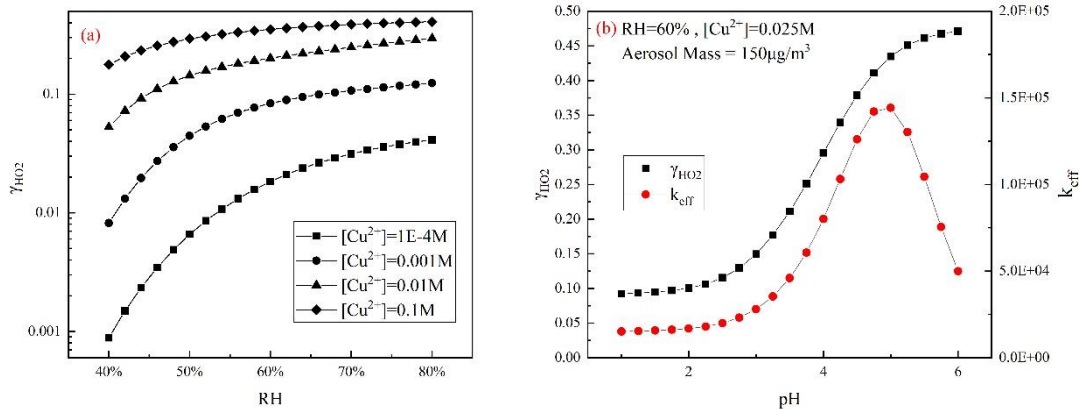 (a)
0.1
0.01
0.001
γHO2
40%
50%
60%
70%
80%
RH
[Cu²⁺]=1E-4M
[Cu²⁺]=0.001M
[Cu²⁺]=0.01M
[Cu²⁺]=0.1M
(b) RH=60% , [Cu²⁺]=0.025M
Aerosol Mass = 150μg/m³
0.50
0.45
0.40
0.35
0.30
0.25
0.20
0.15
0.10
0.05
0.00
γHO2
γHO2
keff
2
4
6
pH
2.0E+05
1.5E+05
1.0E+05
5.0E+04
0.0E+00
keff